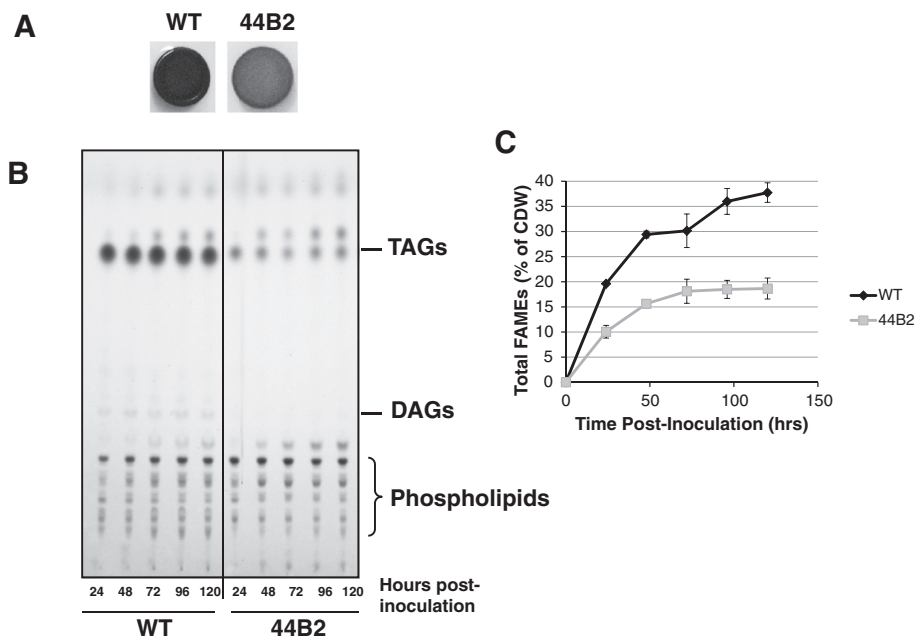 A
WT 44B2
B
TAGs
DAGs
Phospholipids
24 48 72 96 120 24 48 72 96 120
Hours post-
inoculation
WT 44B2
C
Total FAMEs (% of CDW)
40
35
30
25
20
15
10
5
0
0 50 100 150
Time Post-Inoculation (hrs)
WT
44B2